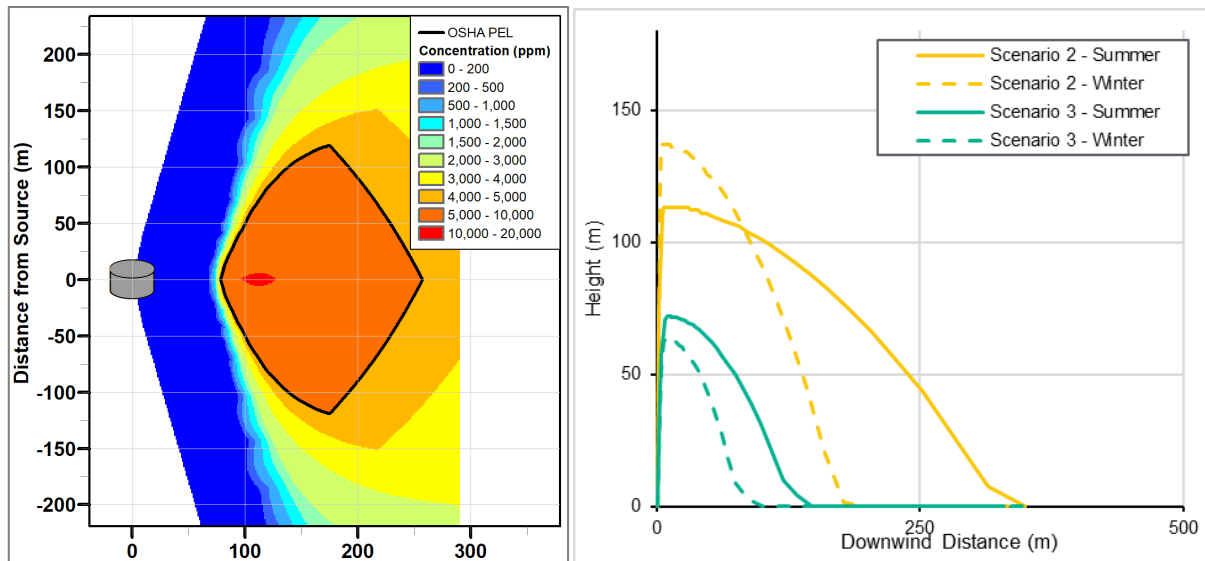 Distance from Source (m)
200
150
100
50
0
-50
-100
-150
-200
0
100
200
300
OSHA PEL
Concentration (ppm)
0 - 200
200 - 500
500 - 1,000
1,000 - 1,500
1,500 - 2,000
2,000 - 3,000
3,000 - 4,000
4,000 - 5,000
5,000 - 10,000
10,000 - 20,000
Height (m)
150
100
50
0
0
250
500
Downwind Distance (m)
Scenario 2 - Summer
Scenario 2 - Winter
Scenario 3 - Summer
Scenario 3 - Winter